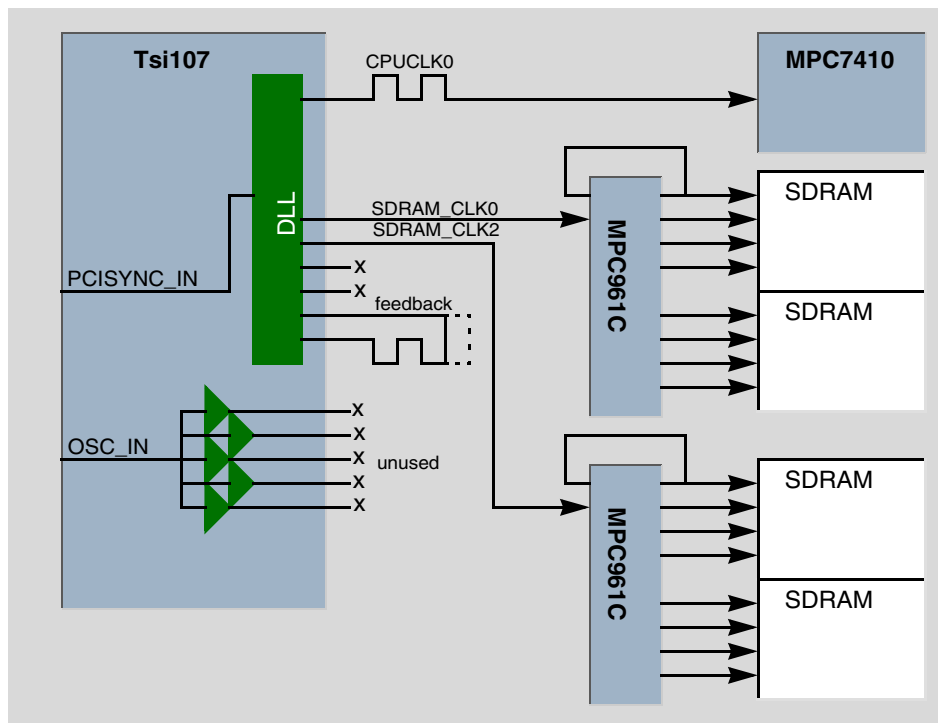 Tsi107
CPUCLK0
MPC7410
DLL
SDRAM_CLK0
SDRAM_CLK2
PCISYNC_IN
x
x
feedback
MPC961C
SDRAM
SDRAM
OSC_IN
x
x
x
x
x
unused
MPC961C
SDRAM
SDRAM